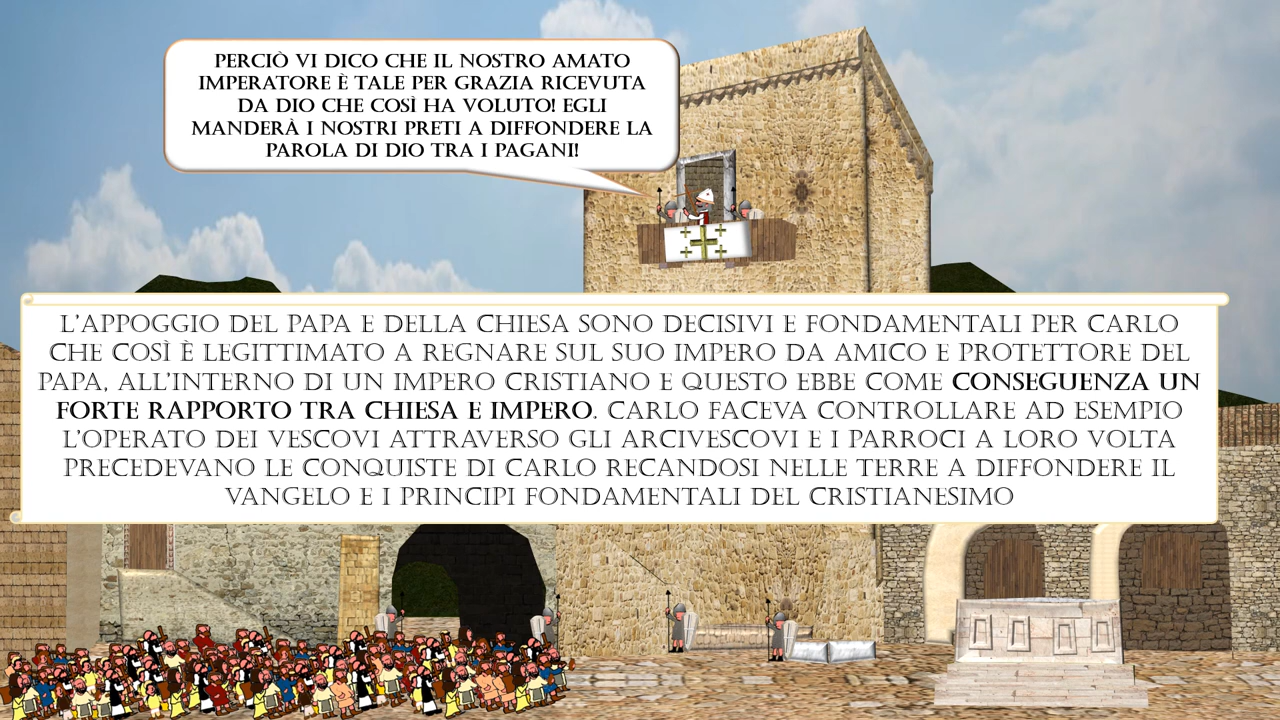 PERCIÒ VI DICO CHE IL NOSTRO AMATO
IMPERATORE È TALE PER GRAZIA RICEVUTA
DA DIO CHE COSÌ HA VOLUTO! EGLI
MANDERÀ I NOSTRI PRETI A DIFFONDERE LA
PAROLA DI DIO TRA I PAGANI!
L'APPOGGIO DEL PAPA E DELLA CHIESA SONO DECISIVI E FONDAMENTALI PER CARLO
CHE COSÌ È LEGITTIMATO A REGNARE SUL SUO IMPERO DA AMICO E PROTETTORE DEL
PAPA, ALL'INTERNO DI UN IMPERO CRISTIANO E QUESTO EBBE COME CONSEGUENZA UN
FORTE RAPPORTO TRA CHIESA E IMPERO. CARLO FACEVA CONTROLLARE AD ESEMPIO
L'OPERATO DEI VESCOVI ATTRAVERSO GLI ARCIVESCOVI E I PARROCI A LORO VOLTA
PRECEDEVANO LE CONQUISTE DI CARLO RECANDOSI NELLE TERRE A DIFFONDERE IL
VANGELO E I PRINCIPI FONDAMENTALI DEL CRISTIANESIMO